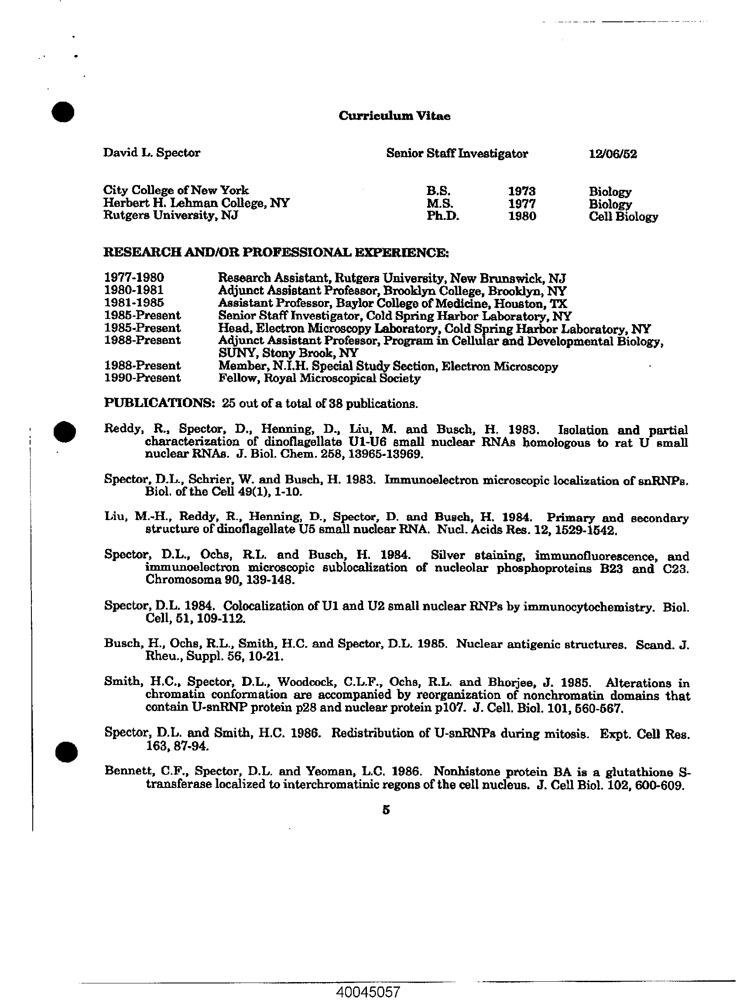 Curriculum Vitae
David L. Spector Senior Staff Investigator 12/06/52
City College of New York B.S. 1973 Biology
Herbert H. Lehman College, NY M.S. 1977 Biology
Rutgers University, NJ Ph.D. 1980 Cell Biology
RESEARCH AND/OR PROFESSIONAL EXPERIENCE:
1977-1980 Research Assistant, Rutgers University, New Brunswick, NJ
1980-1981 Adjunct Assistant Professor, Brooklyn College, Brooklyn, NY
1981-1985 Assistant Professor, Baylor College of Medicine, Houston, TX
1985-Present Senior Staff Investigator, Cold Spring Harbor Laboratory, NY
1985-Present Head, Electron Microscopy Laboratory, Cold Spring Harbor Laboratory, NY
1988-Present Adjunct Assistant Professor, Program in Cellular and Developmental Biology,
SUNY, Stony Brook, NY
1988-Present Member, N.I.H. Special Study Section, Electron Microscopy
1990-Present Fellow, Royal Microscopical Society
PUBLICATIONS: 25 out of a total of 38 publications.
Reddy, R., Spector, D., Henning, D., Liu, M. and Busch, H. 1983. Isolation and partial
characterization of dinoflagellate U1-U6 small nuclear RNAs homologous to rat U small
nuclear RNAs. J. Biol. Chem. 258, 13965-13969.
Spector, D.L., Schrier, W. and Busch, H. 1983. Immunoelectron microscopic localization of snRNPs.
Biol. of the Cell 49(1), 1-10.
Liu, M.-H., Reddy, R., Henning, D., Spector, D. and Busch, H. 1984. Primary and secondary
structure of dinoflagellate U5 small nuclear RNA. Nucl. Acids Res. 12, 1529-1542.
Spector, D.L., Ochs, R.L. and Busch, H. 1984. Silver staining, immunofluorescence, and
immunoelectron microscopic sublocalization of nucleolar phosphoproteins B23 and C23.
Chromosoma 90, 139-148.
Spector, D.L. 1984. Colocalization of U1 and U2 small nuclear RNPs by immunocytochemistry. Biol.
Cell, 51, 109-112.
Busch, H., Ochs, R.L., Smith, H.C. and Spector, D.L. 1985. Nuclear antigenic structures. Scand. J.
Rheu., Suppl. 56, 10-21.
Smith, H.C., Spector, D.L., Woodcock, C.L.F., Ochs, R.L. and Bhorjee, J. 1985. Alterations in
chromatin conformation are accompanied by reorganization of nonchromatin domains that
contain U-snRNP protein p28 and nuclear protein p107. J. Cell. Biol. 101, 560-567.
Spector, D.L. and Smith, H.C. 1986. Redistribution of U-snRNPs during mitosis. Expt. Cell Res.
163, 87-94.
Bennett, C.F., Spector, D.L. and Yeoman, L.C. 1986. Nonhistone protein BA is a glutathione S-
transferase localized to interchromatinic regons of the cell nucleus. J. Cell Biol. 102, 600-609.
5
40045057